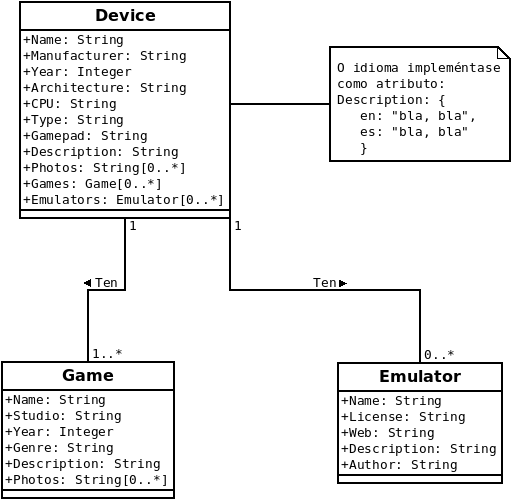 Device
+Name: String
+Manufacturer: String
+Year: Integer
+Architecture: String
+CPU: String
+Type: String
+Gamepad: String
+Description: String
+Photos: String[0..*]
+Games: Game[0..*]
+Emulators: Emulator[0..*]
O idioma impleméntase
como atributo:
Description: {
en: "bla, bla",
es: "bla, bla"
}
1
1
Ten
Ten
1..*
0..*
Game
+Name: String
+Studio: String
+Year: Integer
+Genre: String
+Description: String
+Photos: String[0..*]
Emulator
+Name: String
+License: String
+Web: String
+Description: String
+Author: String